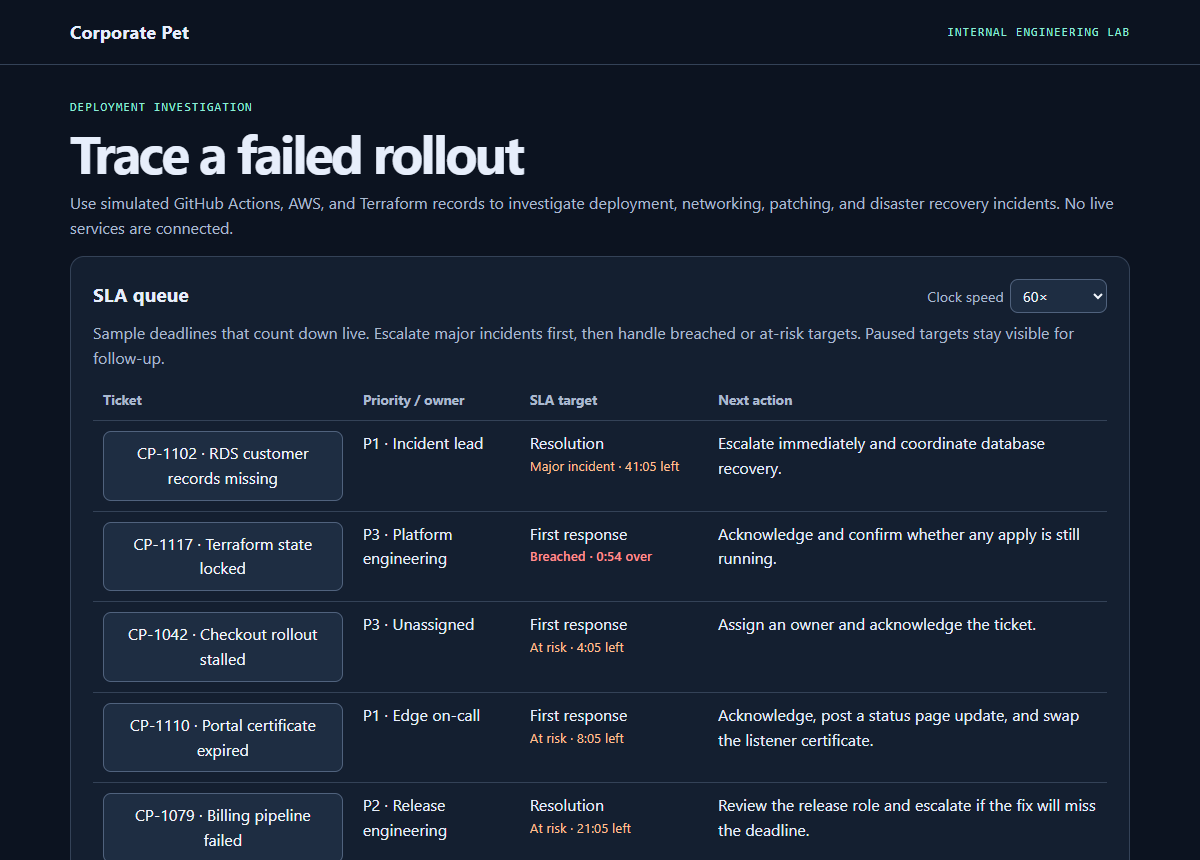 Corporate Pet
INTERNAL ENGINEERING LAB
DEPLOYMENT INVESTIGATION
Trace a failed rollout
Use simulated GitHub Actions, AWS, and Terraform records to investigate deployment, networking, patching, and disaster recovery incidents. No live
services are connected.
SLA queue
Clock speed
60×
Sample deadlines that count down live. Escalate major incidents first, then handle breached or at-risk targets. Paused targets stay visible for
follow-up.
Ticket
Priority / owner
SLA target
Next action
CP-1102 · RDS customer
records missing
P1 · Incident lead
Resolution
Major incident · 41:05 left
Escalate immediately and coordinate database
recovery.
CP-1117 · Terraform state
locked
P3 · Platform
engineering
First response
Breached · 0:54 over
Acknowledge and confirm whether any apply is still
running.
CP-1042 · Checkout rollout
stalled
P3 · Unassigned
First response
At risk · 4:05 left
Assign an owner and acknowledge the ticket.
CP-1110 · Portal certificate
expired
P1 · Edge on-call
First response
At risk · 8:05 left
Acknowledge, post a status page update, and swap
the listener certificate.
CP-1079 · Billing pipeline
failed
P2 · Release
engineering
Resolution
At risk · 21:05 left
Review the release role and escalate if the fix will miss
the deadline.